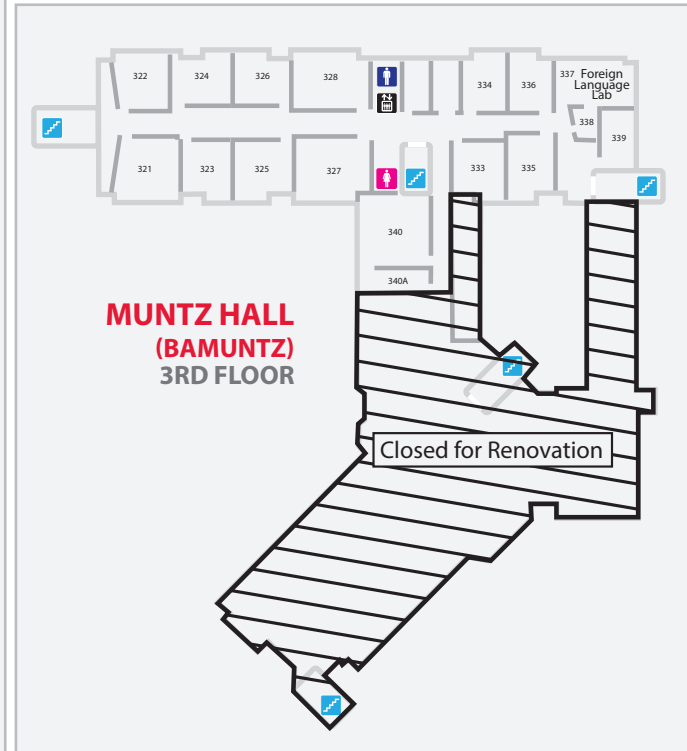 322
324
326
328
334
336
337 Foreign
Language
Lab
338
339
321
323
325
327
333
335
340
340A
MUNTZ HALL
(BAMUNTZ)
3RD FLOOR
Closed for Renovation